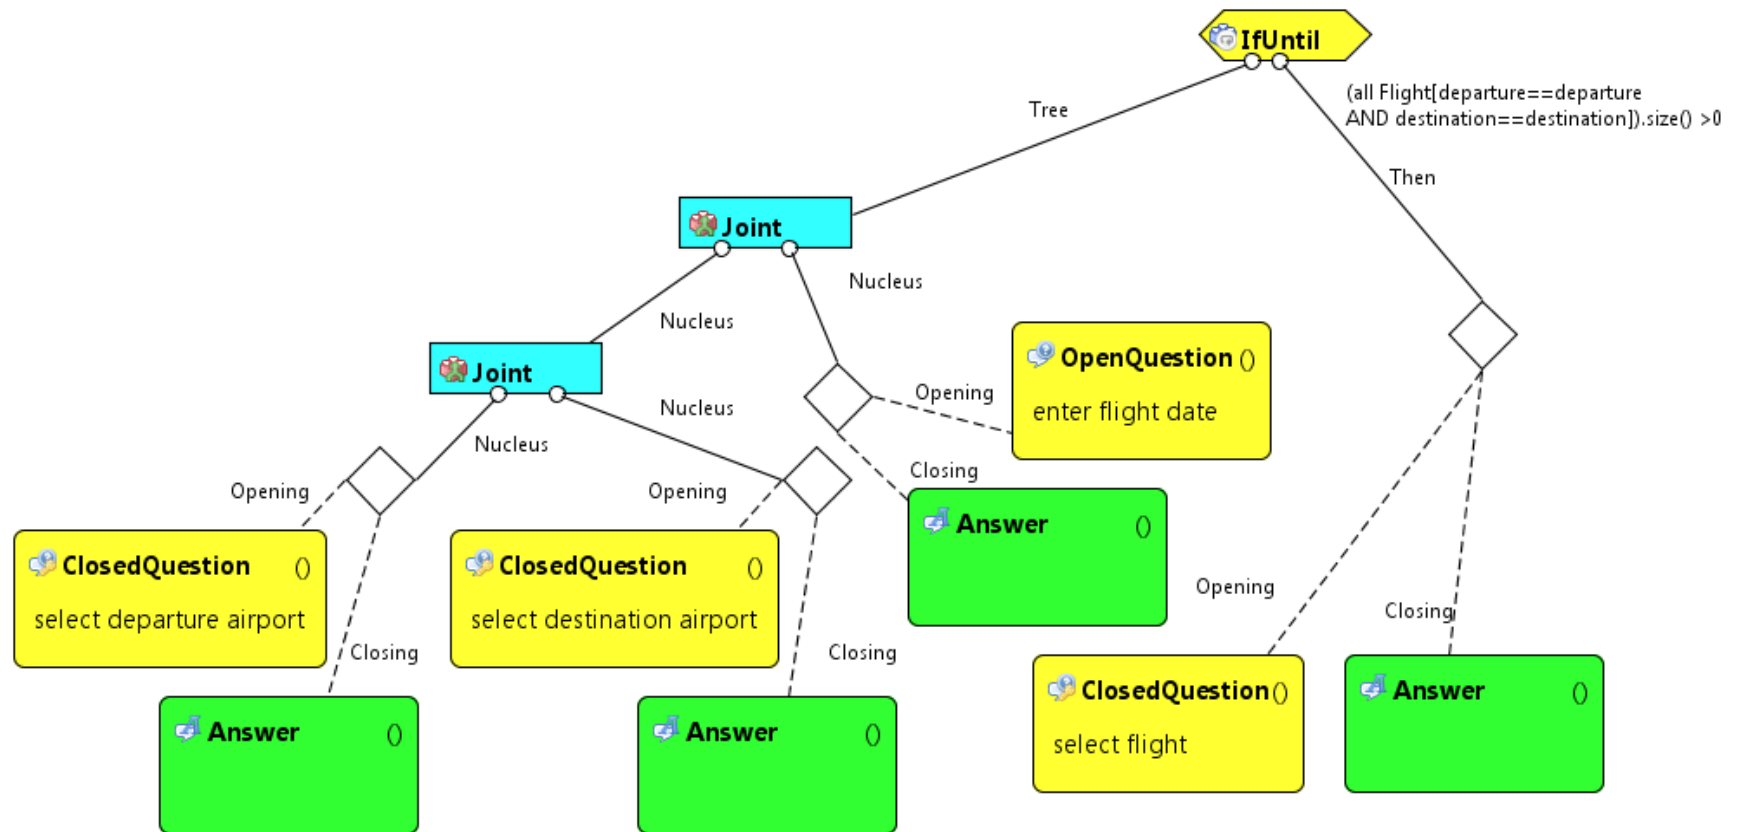 IfUntil
(all Flight[departure==departure
AND destination==destination]).size() >0
Tree
Then
Joint
Nucleus
Nucleus
Joint
OpenQuestion ()
enter flight date
Opening
Nucleus
Nucleus
Closing
Opening
Opening
ClosedQuestion ()
select departure airport
ClosedQuestion ()
select destination airport
Answer ()
Opening
Closing
Closing
Closing
ClosedQuestion ()
select flight
Answer ()
Answer ()
Answer ()